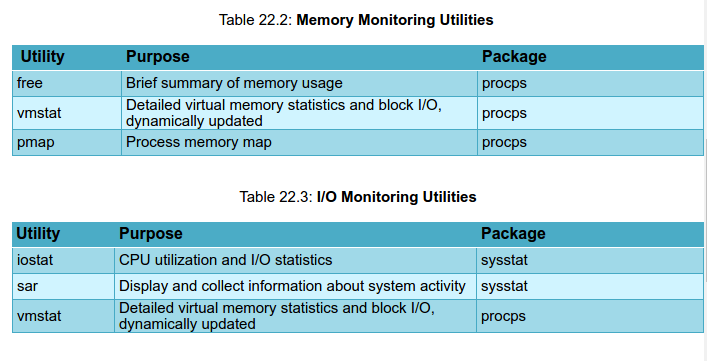 Table 22.2: Memory Monitoring Utilities
Utility Purpose Package
free Brief summary of memory usage procps
vmstat Detailed virtual memory statistics and block I/O, dynamically updated procps
pmap Process memory map procps
Table 22.3: I/O Monitoring Utilities
Utility Purpose Package
iostat CPU utilization and I/O statistics sysstat
sar Display and collect information about system activity sysstat
vmstat Detailed virtual memory statistics and block I/O, dynamically updated procps